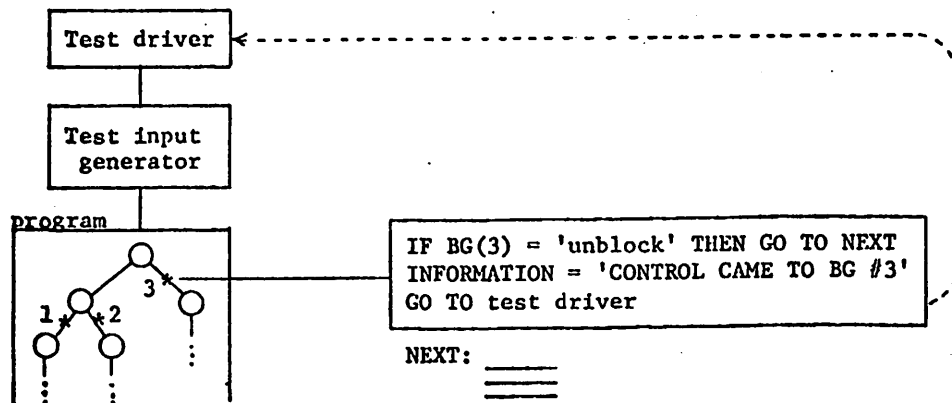 Test driver
Test input
generator
program
3
1 2
IF BG(3) = 'unblock' THEN GO TO NEXT
INFORMATION = 'CONTROL CAME TO BG #3'
GO TO test driver
NEXT: